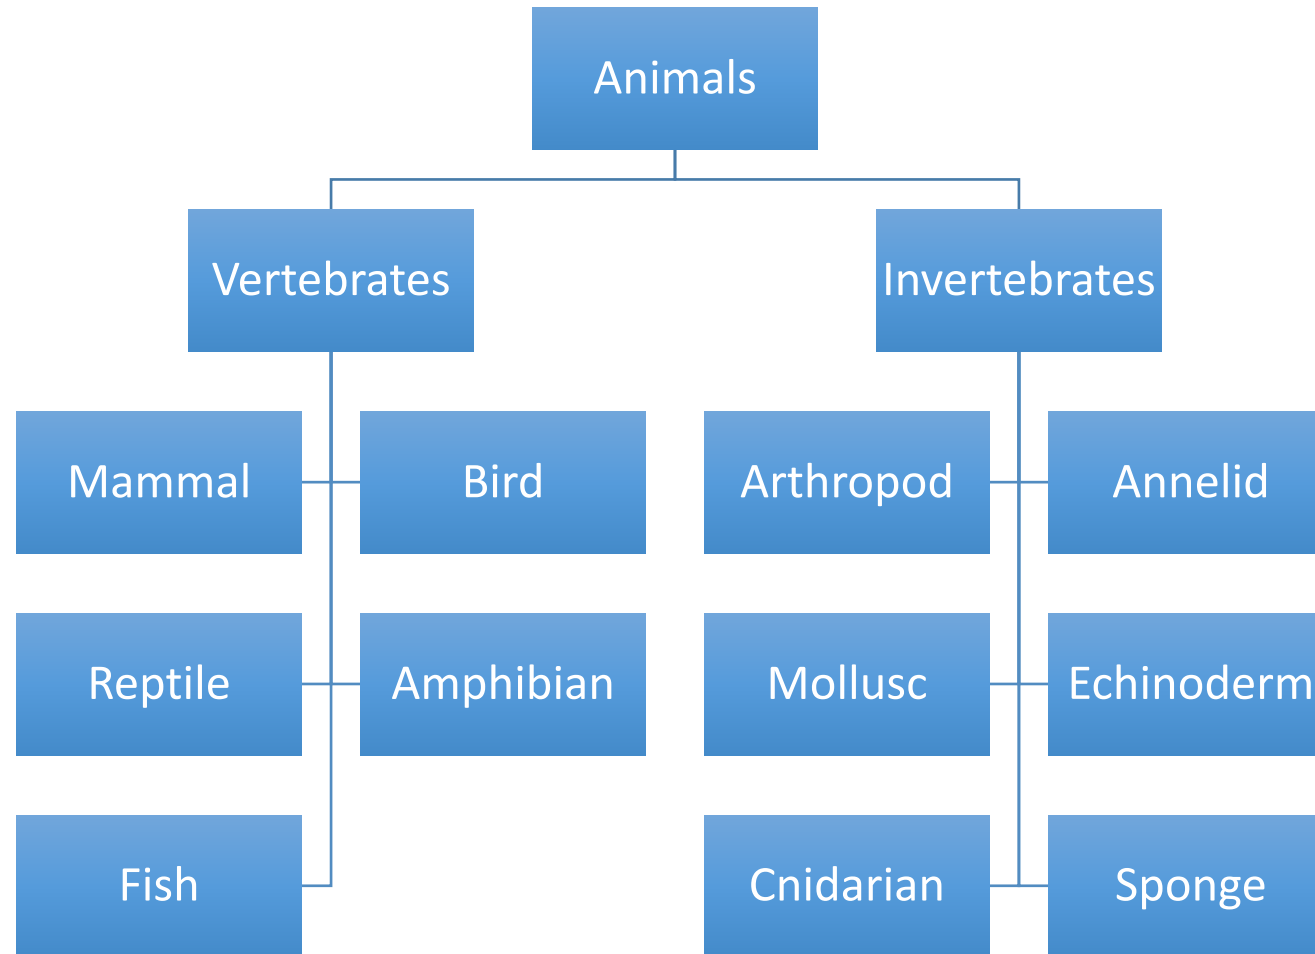 Animals
Vertebrates
Invertebrates
Mammal
Bird
Arthropod
Annelid
Reptile
Amphibian
Mollusc
Echinoderm
Fish
Cnidarian
Sponge